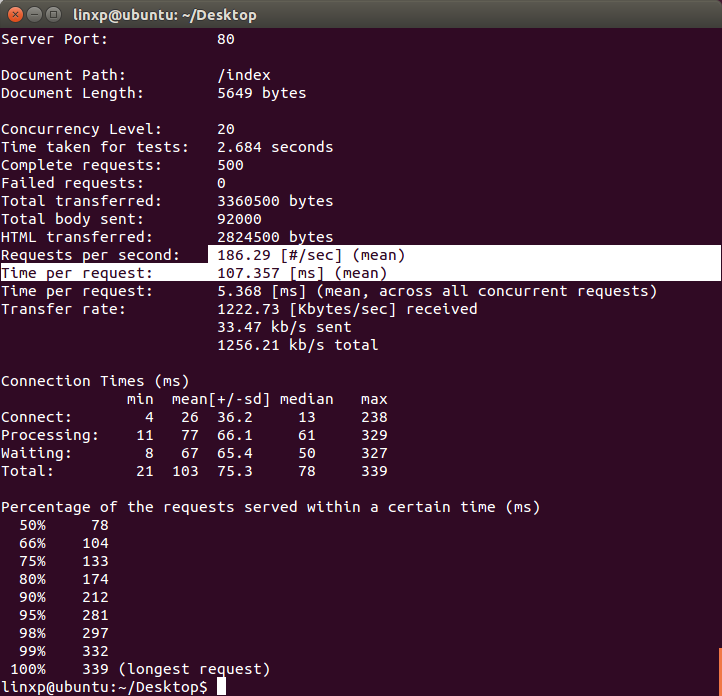 linxp@ubuntu: ~/Desktop
Server Port:            80
Document Path:          /index
Document Length:        5649 bytes
Concurrency Level:      20
Time taken for tests:   2.684 seconds
Complete requests:      500
Failed requests:        0
Total transferred:      3360500 bytes
Total body sent:        92000
HTML transferred:       2824500 bytes
Requests per second:    186.29 [#/sec] (mean)
Time per request:       107.357 [ms] (mean)
Time per request:       5.368 [ms] (mean, across all concurrent requests)
Transfer rate:          1222.73 [Kbytes/sec] received
                        33.47 kb/s sent
                        1256.21 kb/s total
Connection Times (ms)
              min  mean[+/-sd] median   max
Connect:        4   26  36.2     13     238
Processing:    11   77  66.1     61     329
Waiting:        8   67  65.4     50     327
Total:         21  103  75.3     78     339
Percentage of the requests served within a certain time (ms)
  50%     78
  66%    104
  75%    133
  80%    174
  90%    212
  95%    281
  98%    297
  99%    332
 100%    339 (longest request)
linxp@ubuntu:~/Desktop$